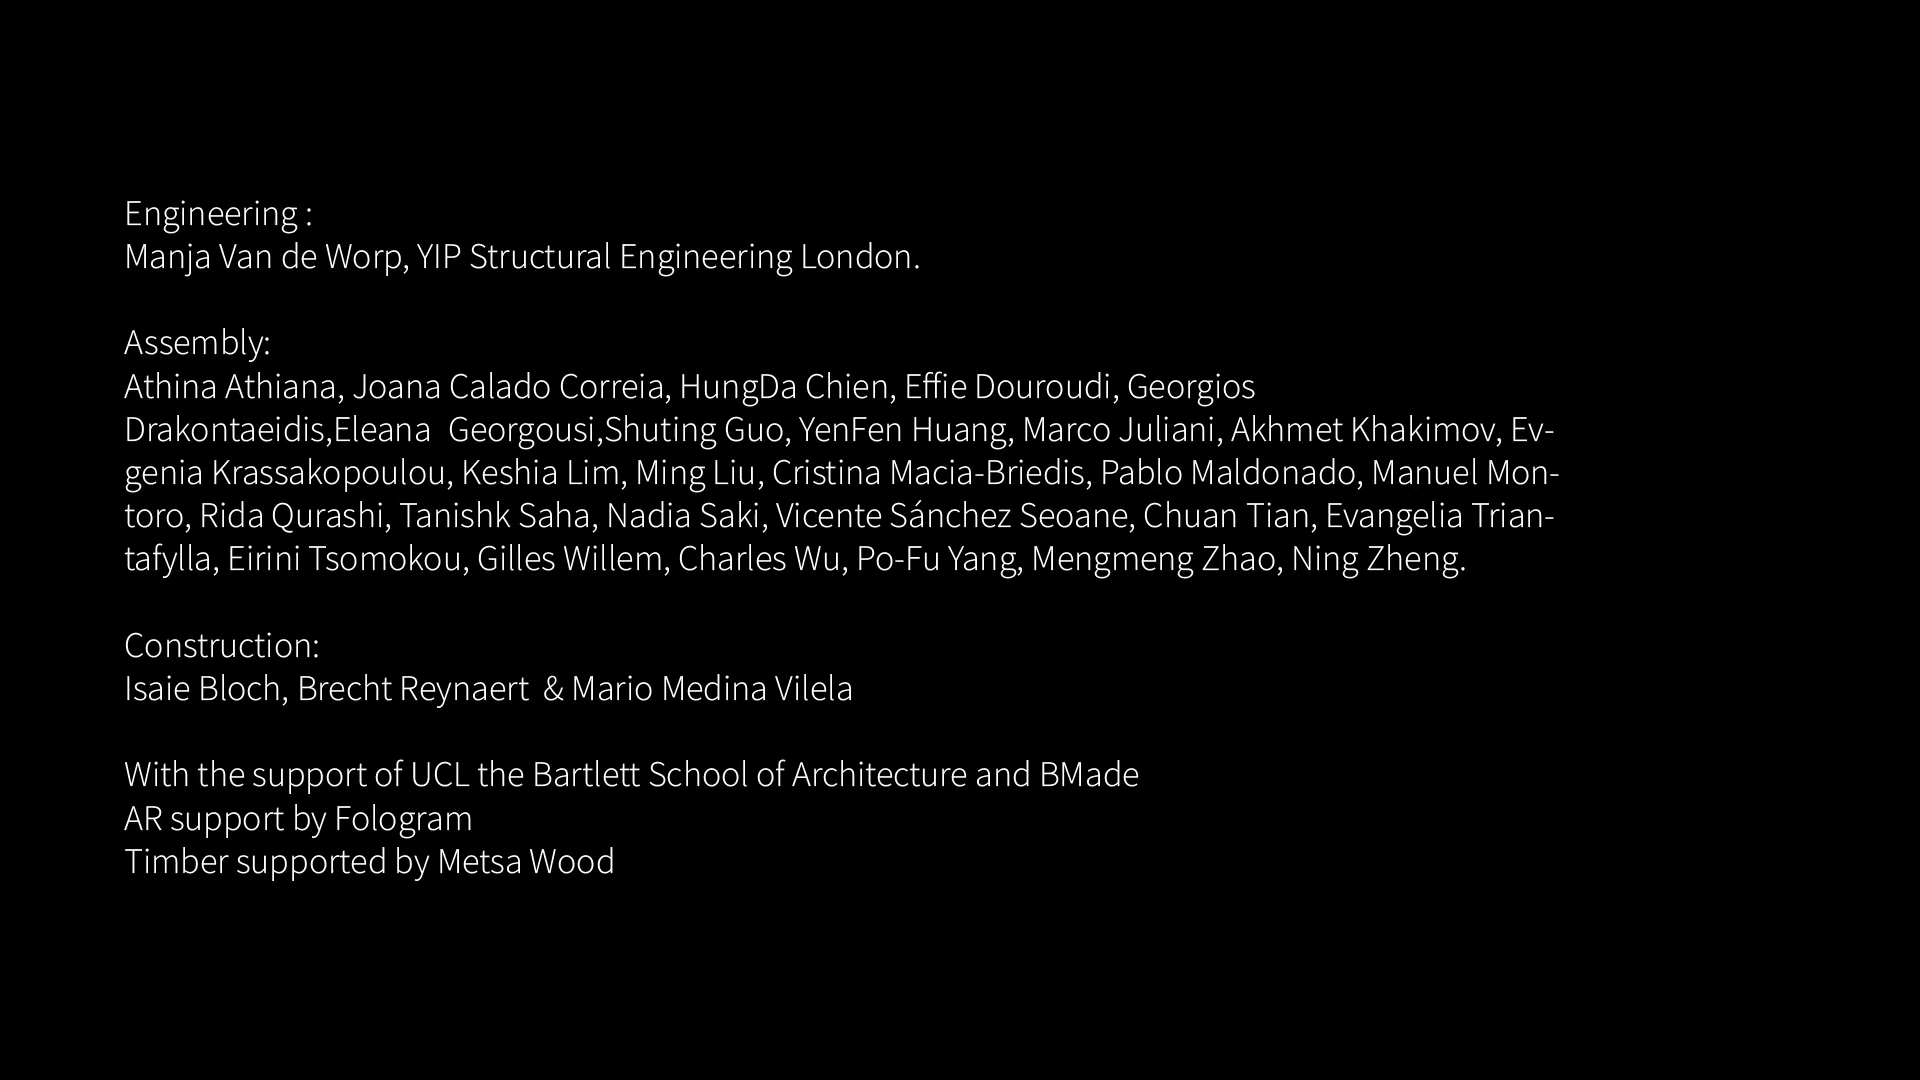 Engineering :
Manja Van de Worp, YIP Structural Engineering London.
Assembly:
Athina Athiana, Joana Calado Correia, HungDa Chien, Effie Douroudi, Georgios
Drakontaeidis,Eleana  Georgousi,Shuting Guo, YenFen Huang, Marco Juliani, Akhmet Khakimov, Ev-
genia Krassakopoulou, Keshia Lim, Ming Liu, Cristina Macia-Briedis, Pablo Maldonado, Manuel Mon-
toro, Rida Qurashi, Tanishk Saha, Nadia Saki, Vicente Sánchez Seoane, Chuan Tian, Evangelia Trian-
tafylla, Eirini Tsomokou, Gilles Willem, Charles Wu, Po-Fu Yang, Mengmeng Zhao, Ning Zheng.
Construction:
Isaie Bloch, Brecht Reynaert  & Mario Medina Vilela
With the support of UCL the Bartlett School of Architecture and BMade
AR support by Fologram
Timber supported by Metsa Wood